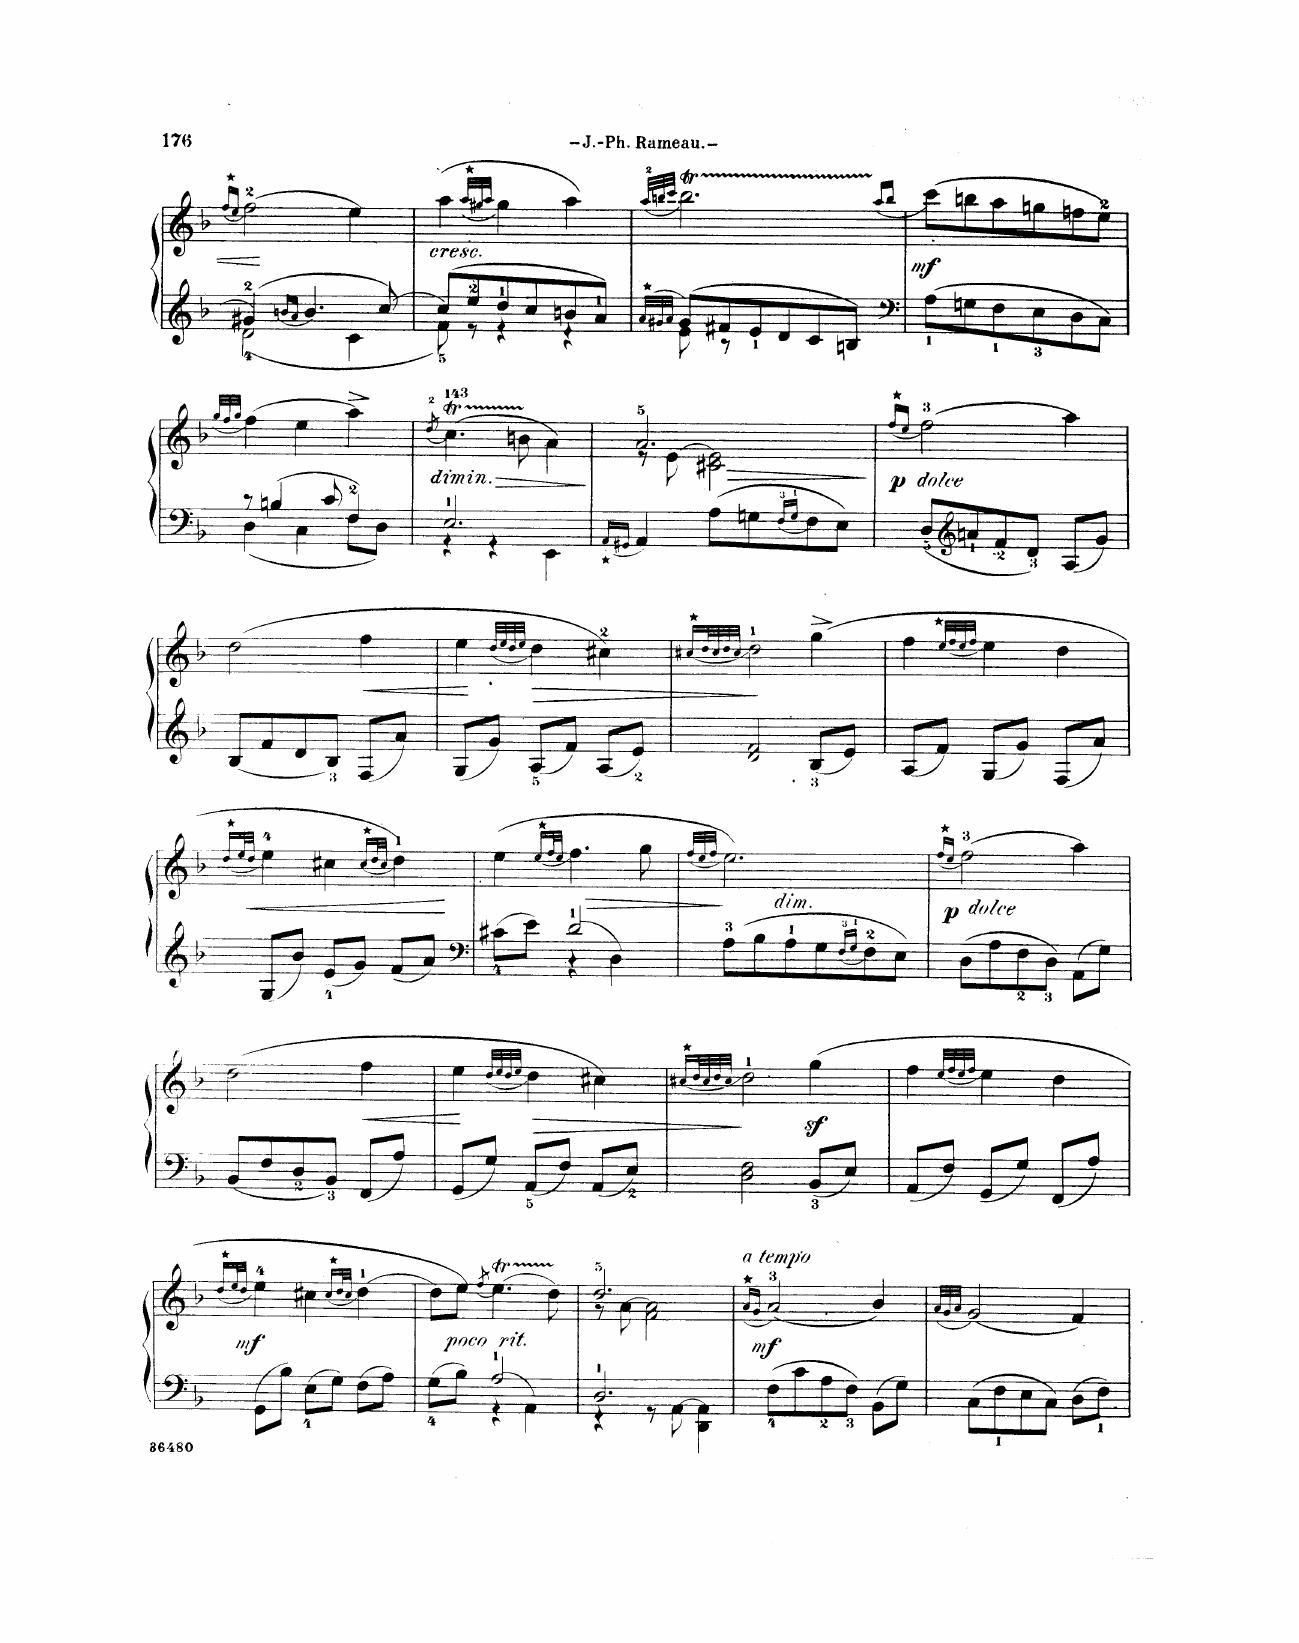 176
–J.-Ph. Rameau.–
cresc.
mf
dimin.
p dolce
dim.
p dolce
sf
a tempo
mf
poco rit.
mf
36480